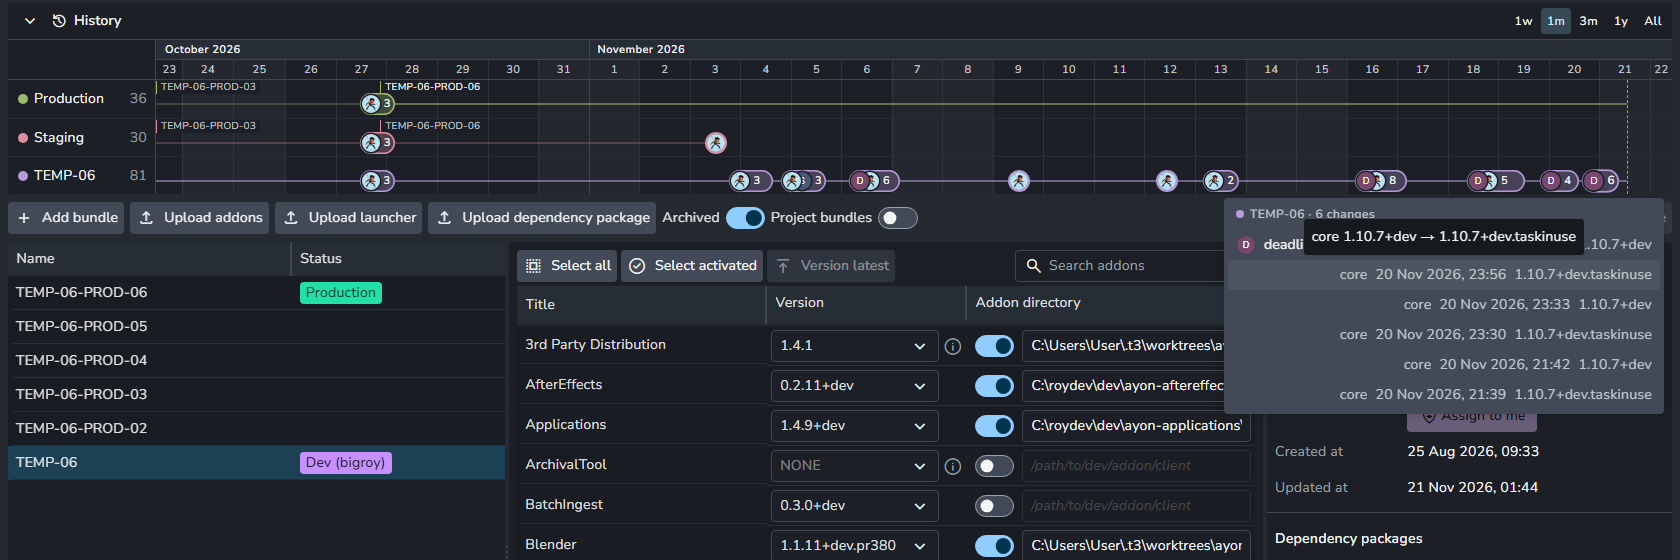 History
1w 1m 3m 1y All
October 2026 November 2026
23 24 25 26 27 28 29 30 31 1 2 3 4 5 6 7 8 9 10 11 12 13 14 15 16 17 18 19 20 21 22
TEMP-06-PROD-03 TEMP-06-PROD-06
Production 36 3
TEMP-06-PROD-03 TEMP-06-PROD-06
Staging 30 3
TEMP-06 81 3 3 3 D 6 2 D 8 D 5 D 4 D 6
Add bundle Upload addons Upload launcher Upload dependency package Archived Project bundles
TEMP-06 · 6 changes
core 1.10.7+dev → 1.10.7+dev.taskinuse
D deadli .10.7+dev
core 20 Nov 2026, 23:56 1.10.7+dev.taskinuse
core 20 Nov 2026, 23:33 1.10.7+dev
core 20 Nov 2026, 23:30 1.10.7+dev.taskinuse
core 20 Nov 2026, 21:42 1.10.7+dev
core 20 Nov 2026, 21:39 1.10.7+dev.taskinuse
Name Status
TEMP-06-PROD-06 Production
TEMP-06-PROD-05
TEMP-06-PROD-04
TEMP-06-PROD-03
TEMP-06-PROD-02
TEMP-06 Dev (bigroy)
Select all Select activated Version latest Search addons
Title Version Addon directory
3rd Party Distribution 1.4.1 C:\Users\User\.t3\worktrees\ay
AfterEffects 0.2.11+dev C:\roydev\dev\ayon-aftereffec
Applications 1.4.9+dev C:\roydev\dev\ayon-applications\
ArchivalTool NONE /path/to/dev/addon/client
BatchIngest 0.3.0+dev /path/to/dev/addon/client
Blender 1.1.11+dev.pr380 C:\Users\User\.t3\worktrees\ayor
Assign to me
Created at 25 Aug 2026, 09:33
Updated at 21 Nov 2026, 01:44
Dependency packages